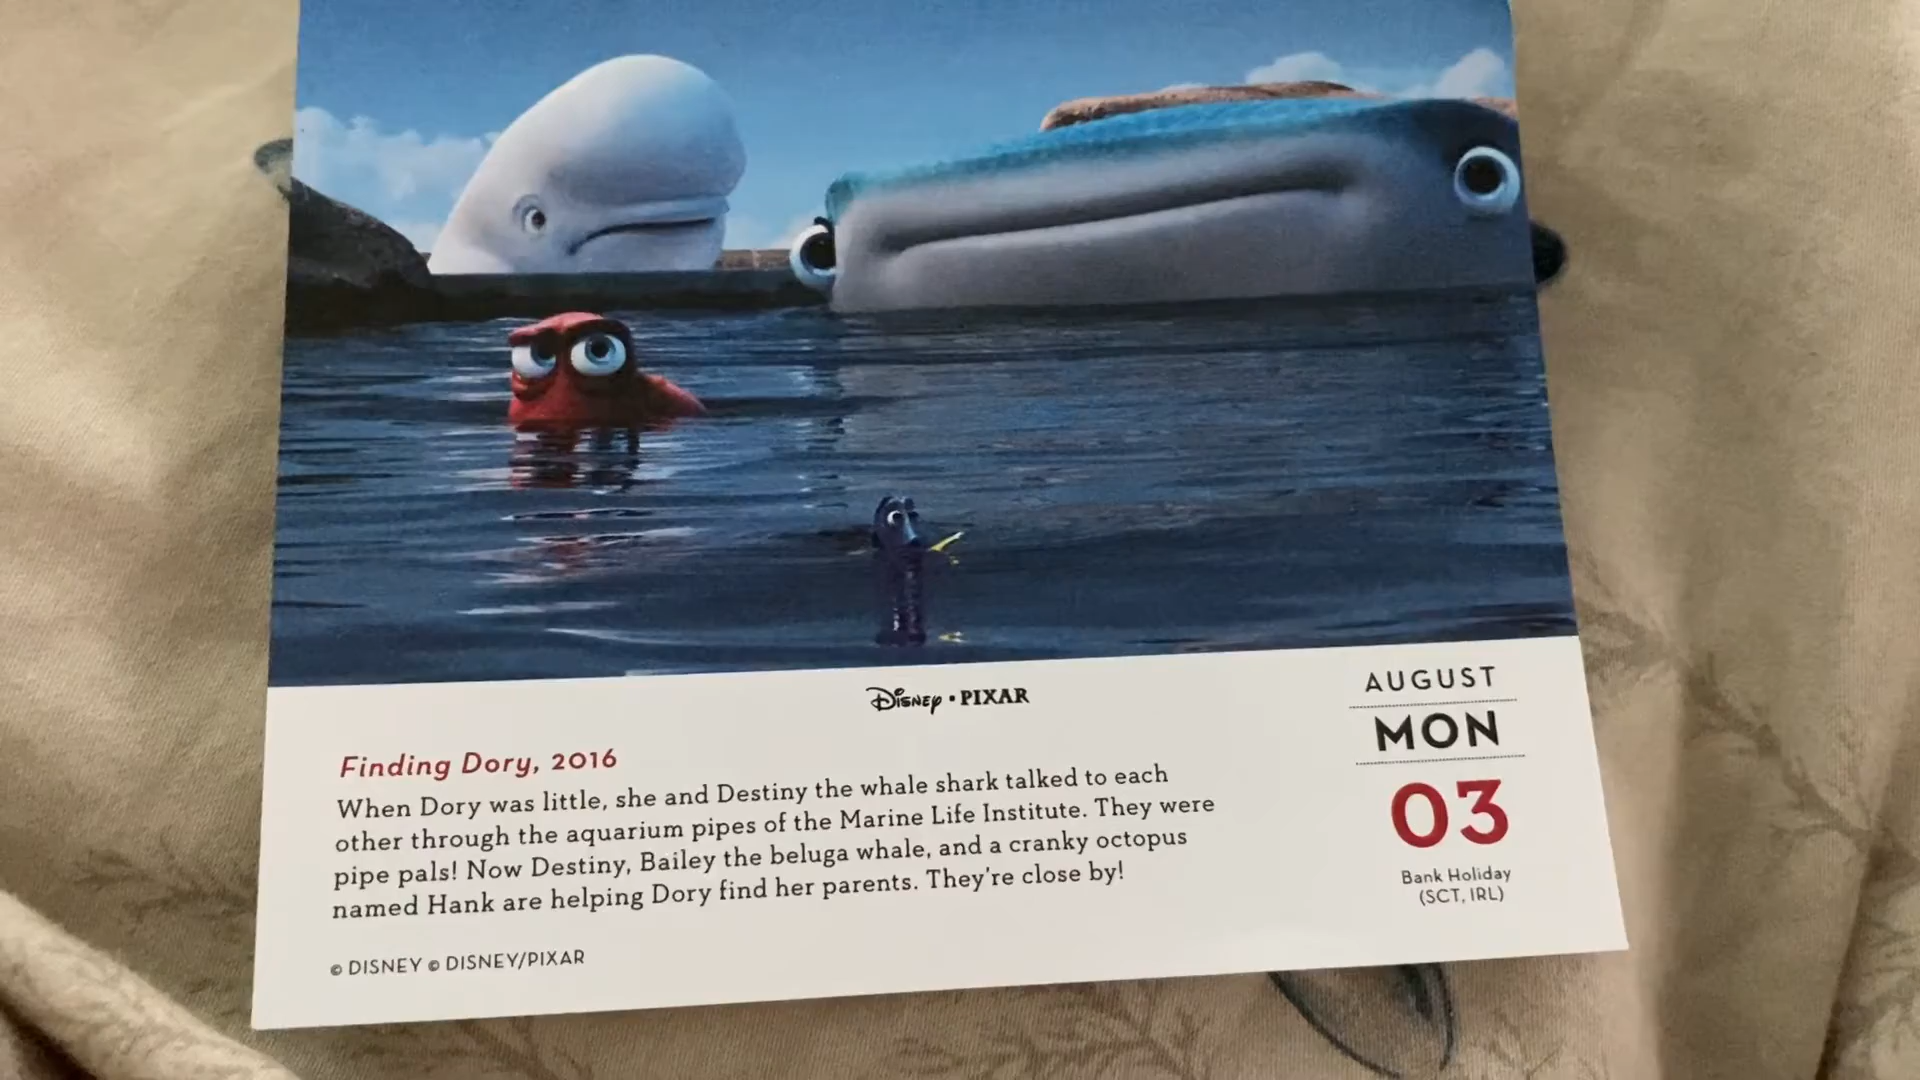 Disney • PIXAR
Finding Dory, 2016
When Dory was little, she and Destiny the whale shark talked to each
other through the aquarium pipes of the Marine Life Institute. They were
pipe pals! Now Destiny, Bailey the beluga whale, and a cranky octopus
named Hank are helping Dory find her parents. They're close by!
© DISNEY © DISNEY/PIXAR
AUGUST
MON
03
Bank Holiday
(SCT, IRL)